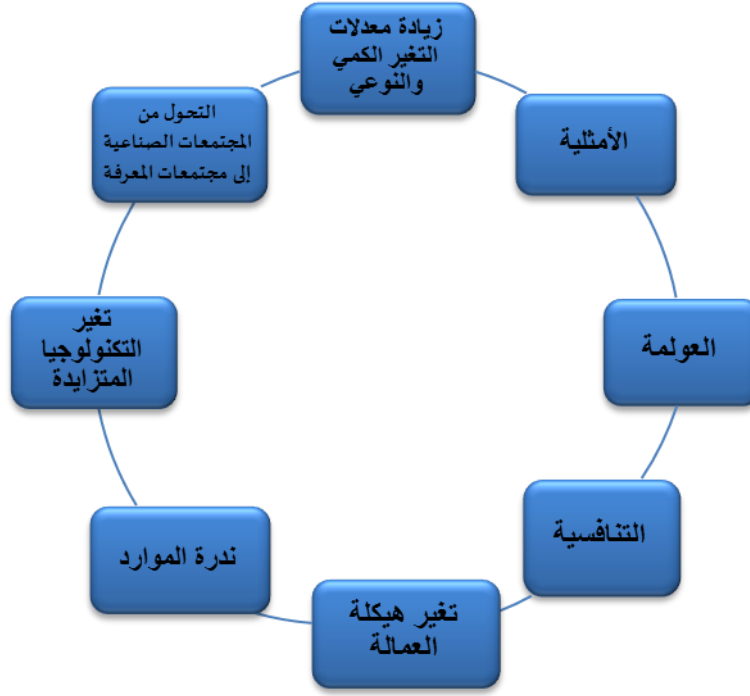 زيادة معدلات
التغير الكمي
والنوعي
الأمثلية
العولمة
التنافسية
تغير هيكلة
العمالة
ندرة الموارد
تغير
التكنولوجيا
المتزايدة
التحول من
المجتمعات الصناعية
إلى مجتمعات المعرفة